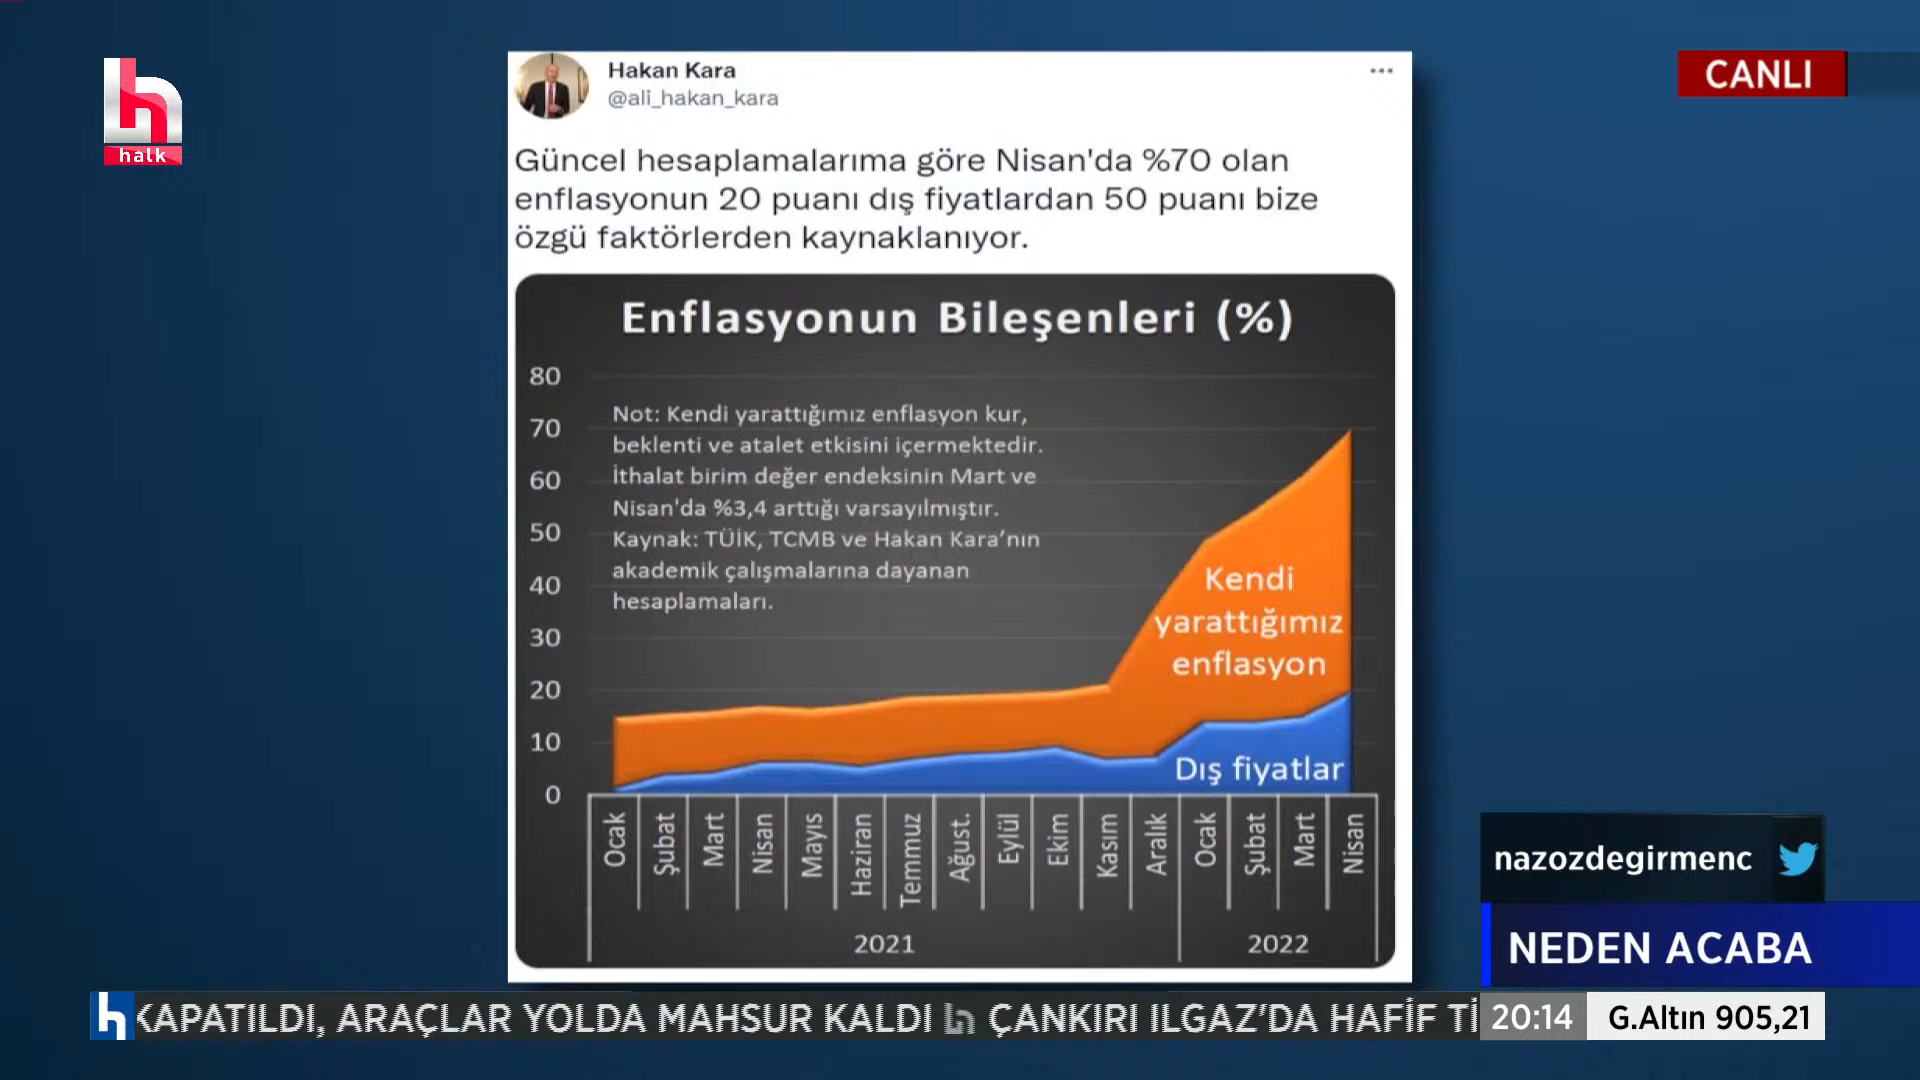 halk
CANLI
Hakan Kara
@ali_hakan_kara
Güncel hesaplamalarıma göre Nisan'da %70 olan
enflasyonun 20 puanı dış fiyatlardan 50 puanı bize
özgü faktörlerden kaynaklanıyor.
Enflasyonun Bileşenleri (%)
80
70
60
50
40
30
20
10
0
Not: Kendi yarattığımız enflasyon kur,
beklenti ve atalet etkisini içermektedir.
İthalat birim değer endeksinin Mart ve
Nisan'da %3,4 arttığı varsayılmıştır.
Kaynak: TÜİK, TCMB ve Hakan Kara’nın
akademik çalışmalarına dayanan
hesaplamaları.
Kendi
yarattığımız
enflasyon
Dış fiyatlar
Ocak
Şubat
Mart
Nisan
Mayıs
Haziran
Temmuz
Ağust.
Eylül
Ekim
Kasım
Aralık
Ocak
Şubat
Mart
Nisan
2021
2022
nazozdegirmenc
NEDEN ACABA
KAPATILDI, ARAÇLAR YOLDA MAHSUR KALDI ÇANKIRI ILGAZ'DA HAFİF Tİ
20:14
G.Altın 905,21